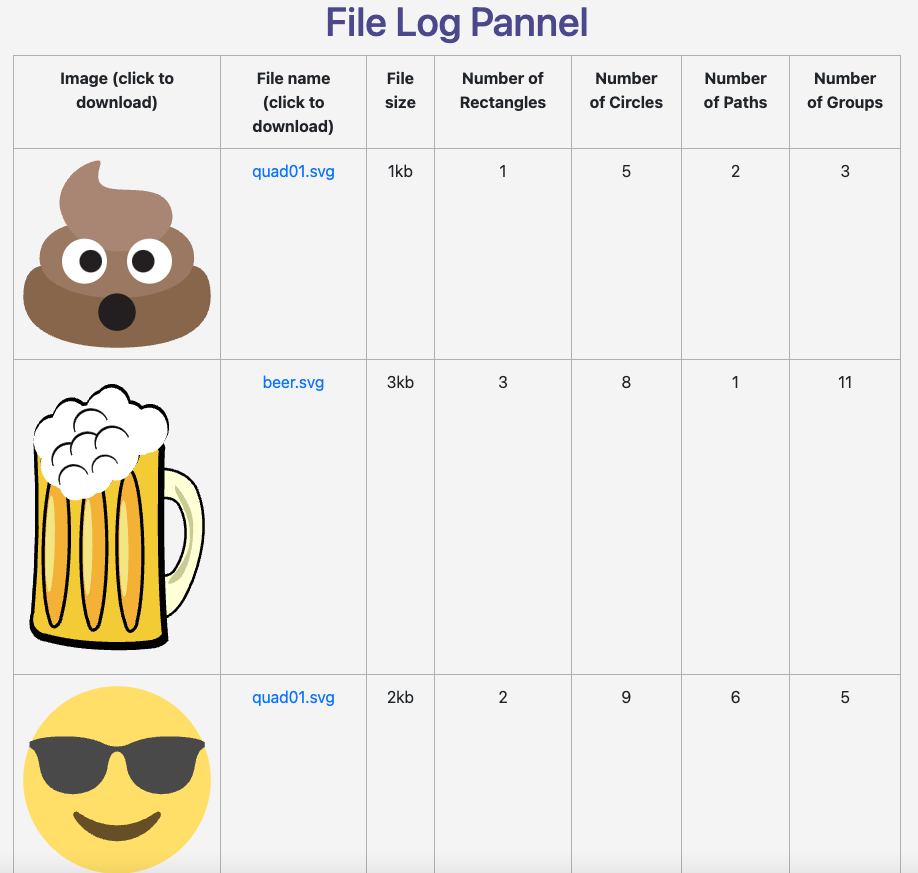 File Log Pannel
Image (click to download) File name (click to download) File size Number of Rectangles Number of Circles Number of Paths Number of Groups
quad01.svg 1kb 1 5 2 3
beer.svg 3kb 3 8 1 11
quad01.svg 2kb 2 9 6 5